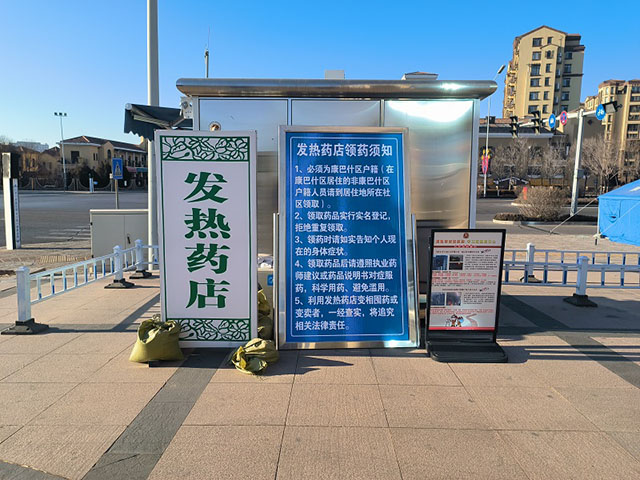 发热药店
发热药店领药须知
1、必须为康巴什区户籍（在
康巴什区居住的非康巴什区
户籍人员请到居住地所在社
区领取）。
2、领取药品实行实名登记，
拒绝重复领取。
3、领药时请如实告知个人现
在的身体症状。
4、领取药品后请遵照执业药
师建议或药品说明书对症服
药，科学用药、避免滥用。
5、利用发热药店变相囤药或
变卖者，一经查实，将追究
相关法律责任。